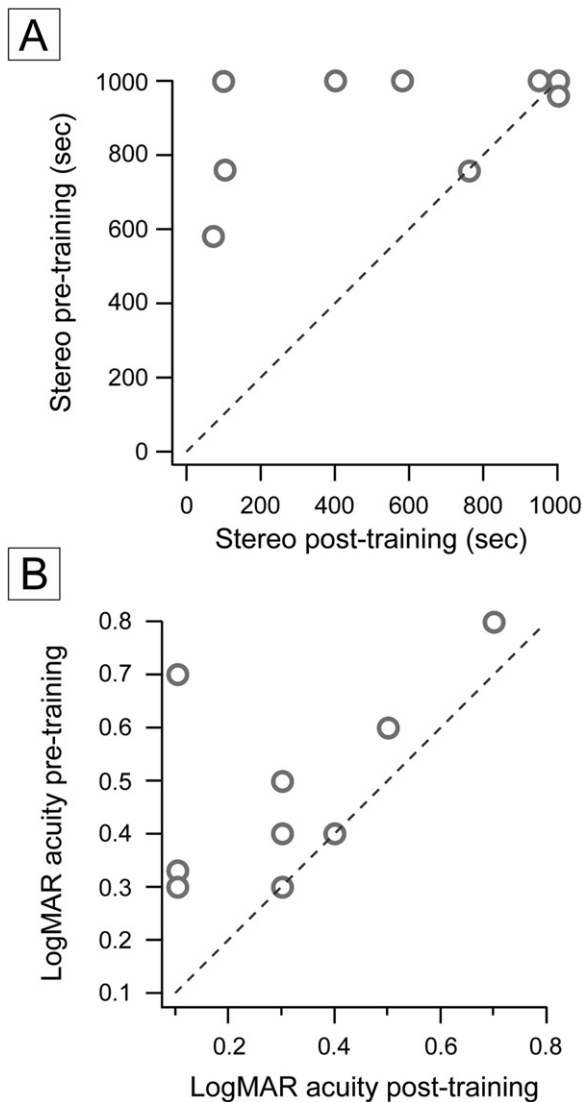 A
Stereo pre-training (sec)
1000
800
600
400
200
0
0 200 400 600 800 1000
Stereo post-training (sec)
B
LogMAR acuity pre-training
0.8
0.7
0.6
0.5
0.4
0.3
0.2
0.1
0.2 0.4 0.6 0.8
LogMAR acuity post-training